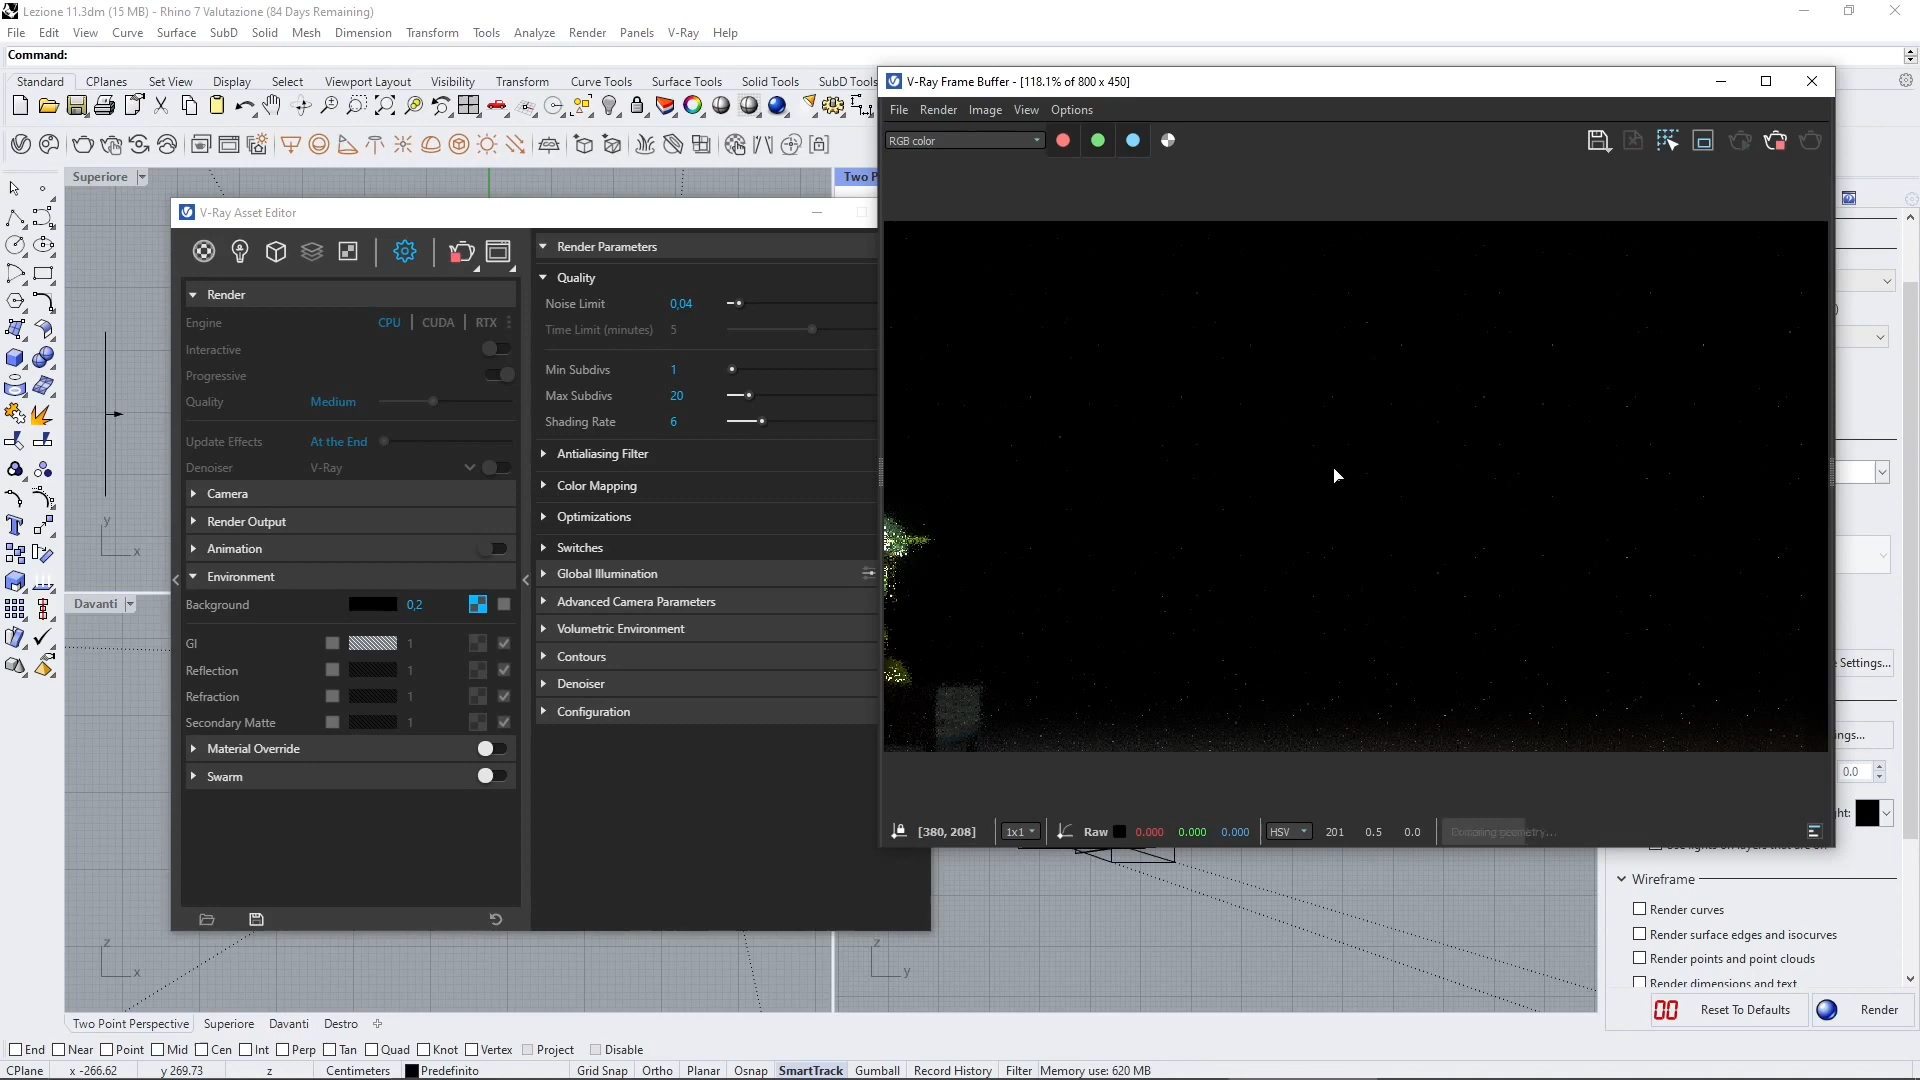 Lezione 11.3dm (15 MB) - Rhino 7 Valutazione (84 Days Remaining)
File Edit View Curve Surface SubD Solid Mesh Dimension Transform Tools Analyze Render Panels V-Ray Help
Command:
Standard CPlanes Set View Display Select Viewport Layout Visibility Transform Curve Tools Surface Tools Solid Tools SubD Tools
V-Ray Frame Buffer - [118.1% of 800 x 450]
File Render Image View Options
RGB color
Superiore
Two P
V-Ray Asset Editor
Render
Engine CPU CUDA RTX
Interactive
Progressive
Quality Medium
Update Effects At the End
Denoiser V-Ray
Camera
Render Output
Animation
Environment
Background 0,2
GI 1
Reflection 1
Refraction 1
Secondary Matte 1
Material Override
Swarm
Render Parameters
Quality
Noise Limit 0,04
Time Limit (minutes) 5
Min Subdivs 1
Max Subdivs 20
Shading Rate 6
Antialiasing Filter
Color Mapping
Optimizations
Switches
Global Illumination
Advanced Camera Parameters
Volumetric Environment
Contours
Denoiser
Configuration
[380, 208] 1x1 Raw 0.000 0.000 0.000 HSV 201 0.5 0.0
Settings...
ngs...
0.0
ht:
Wireframe
Render curves
Render surface edges and isocurves
Render points and point clouds
Render dimensions and text
Reset To Defaults Render
Davanti
y
x
z
x
z
y
Two Point Perspective Superiore Davanti Destro
End Near Point Mid Cen Int Perp Tan Quad Knot Vertex Project Disable
CPlane x -266.62 y 269.73 z Centimeters Predefinito Grid Snap Ortho Planar Osnap SmartTrack Gumball Record History Filter Memory use: 620 MB